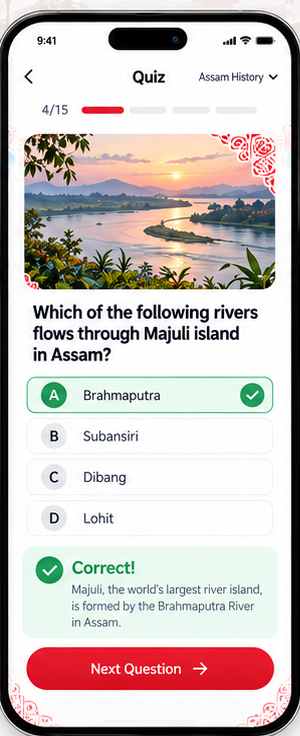 9:41
Quiz
Assam History
4/15
Which of the following rivers
flows through Majuli island
in Assam?
A Brahmaputra
B Subansiri
C Dibang
D Lohit
Correct!
Majuli, the world's largest river island,
is formed by the Brahmaputra River
in Assam.
Next Question →